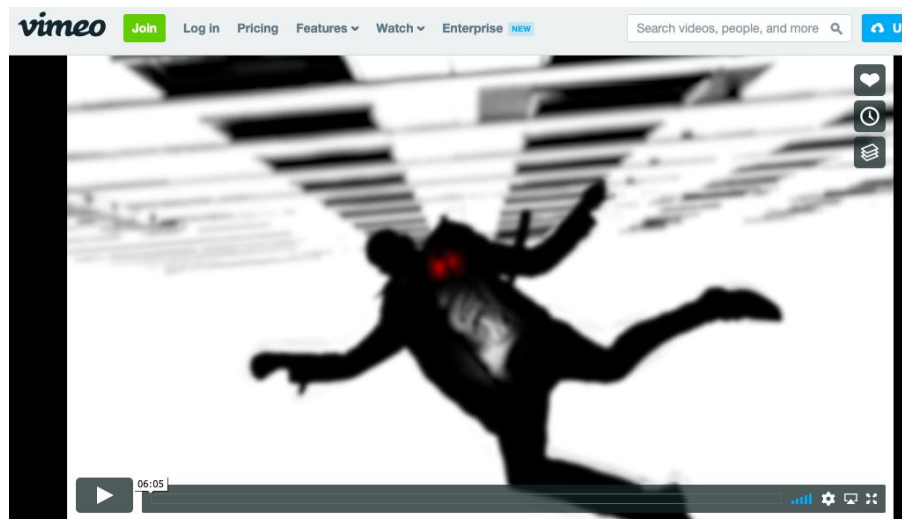 vimeo Join Log in Pricing Features Watch Enterprise NEW Search videos, people, and more U
06:05